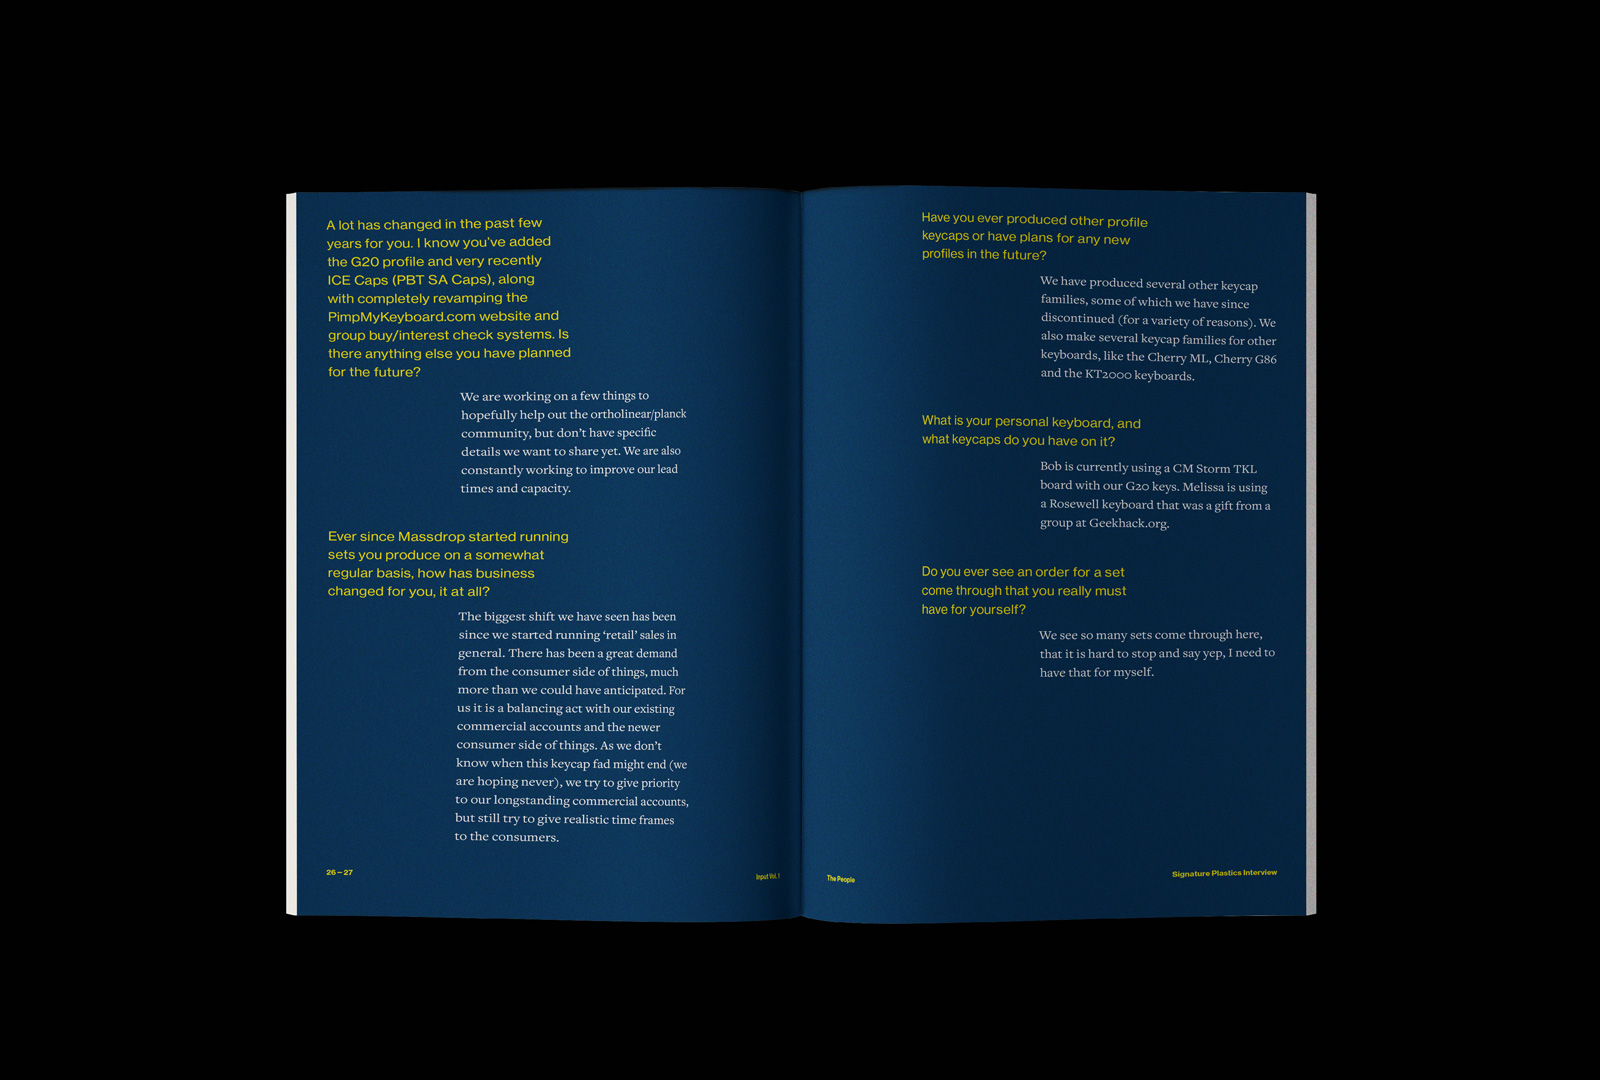 A lot has changed in the past few
years for you. I know you've added
the G20 profile and very recently
ICE Caps (PBT SA Caps), along
with completely revamping the
PimpMyKeyboard.com website and
group buy/interest check systems. Is
there anything else you have planned
for the future?
We are working on a few things to
hopefully help out the ortholinear/planck
community, but don't have specific
details we want to share yet. We are also
constantly working to improve our lead
times and capacity.
Ever since Massdrop started running
sets you produce on a somewhat
regular basis, how has business
changed for you, it at all?
The biggest shift we have seen has been
since we started running ‘retail’ sales in
general. There has been a great demand
from the consumer side of things, much
more than we could have anticipated. For
us it is a balancing act with our existing
commercial accounts and the newer
consumer side of things. As we don't
know when this keycap fad might end (we
are hoping never), we try to give priority
to our longstanding commercial accounts,
but still try to give realistic time frames
to the consumers.
26 – 27
Input Vol. 1
Have you ever produced other profile
keycaps or have plans for any new
profiles in the future?
We have produced several other keycap
families, some of which we have since
discontinued (for a variety of reasons). We
also make several keycap families for other
keyboards, like the Cherry ML, Cherry G86
and the KT2000 keyboards.
What is your personal keyboard, and
what keycaps do you have on it?
Bob is currently using a CM Storm TKL
board with our G20 keys. Melissa is using
a Rosewell keyboard that was a gift from a
group at Geekhack.org.
Do you ever see an order for a set
come through that you really must
have for yourself?
We see so many sets come through here,
that it is hard to stop and say yep, I need to
have that for myself.
The People
Signature Plastics Interview